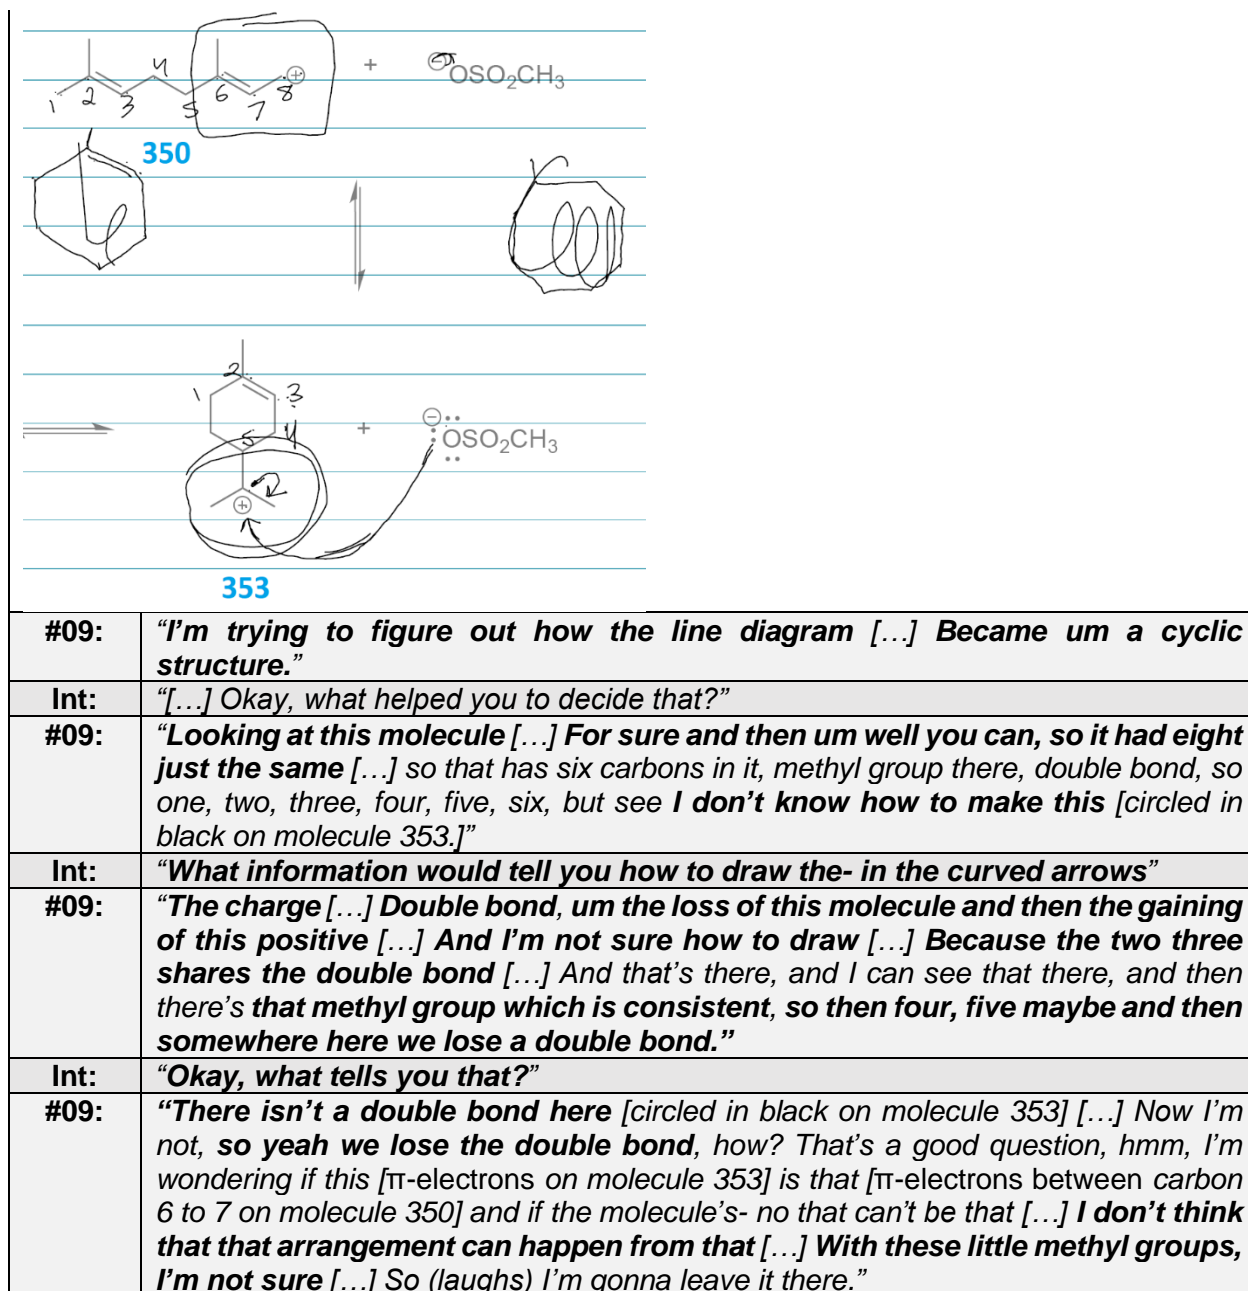 1 2 3 4 5 6 7 8 ⊕ + ⊖OSO₂CH₃
350
1 2 3 4 5 ⊕ + ⊖:OSO₂CH₃
353
#09: “I’m trying to figure out how the line diagram […] Became um a cyclic
structure.”
Int: “[…] Okay, what helped you to decide that?”
#09: “Looking at this molecule […] For sure and then um well you can, so it had eight
just the same […] so that has six carbons in it, methyl group there, double bond, so
one, two, three, four, five, six, but see I don’t know how to make this [circled in
black on molecule 353.]”
Int: “What information would tell you how to draw the- in the curved arrows”
#09: “The charge […] Double bond, um the loss of this molecule and then the gaining
of this positive […] And I’m not sure how to draw […] Because the two three
shares the double bond […] And that’s there, and I can see that there, and then
there’s that methyl group which is consistent, so then four, five maybe and then
somewhere here we lose a double bond.”
Int: “Okay, what tells you that?”
#09: “There isn’t a double bond here [circled in black on molecule 353] […] Now I’m
not, so yeah we lose the double bond, how? That’s a good question, hmm, I’m
wondering if this [π-electrons on molecule 353] is that [π-electrons between carbon
6 to 7 on molecule 350] and if the molecule’s- no that can’t be that […] I don’t think
that that arrangement can happen from that […] With these little methyl groups,
I’m not sure […] So (laughs) I’m gonna leave it there.”